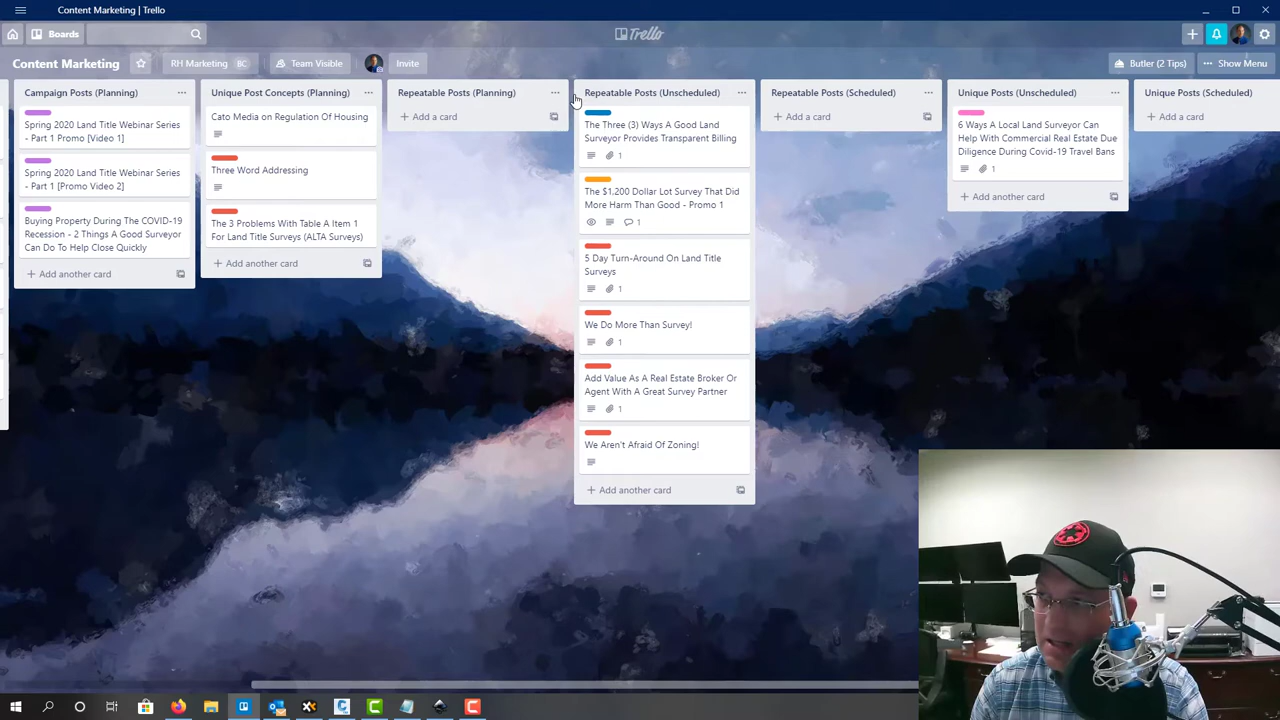 Content Marketing | Trello
Boards
Trello
Content Marketing
RH Marketing BC
Team Visible
Invite
Butler (2 Tips)
Show Menu
Campaign Posts (Planning)
Spring 2020 Land Title Webinar Series
- Part 1 Promo [Video 1]
Spring 2020 Land Title Webinar Series
- Part 1 [Promo Video 2]
Buying Property During The COVID-19
Recession - 2 Things A Good Surveyor
Can Do To Help Close Quickly
+ Add another card
Unique Post Concepts (Planning)
Cato Media on Regulation Of Housing
Three Word Addressing
The 3 Problems With Table A Item 1
For Land Title Surveys (ALTA Surveys)
+ Add another card
Repeatable Posts (Planning)
+ Add a card
Repeatable Posts (Unscheduled)
The Three (3) Ways A Good Land
Surveyor Provides Transparent Billing
1
The $1,200 Dollar Lot Survey That Did
More Harm Than Good - Promo 1
1
5 Day Turn-Around On Land Title
Surveys
1
We Do More Than Survey!
1
Add Value As A Real Estate Broker Or
Agent With A Great Survey Partner
1
We Aren't Afraid Of Zoning!
+ Add another card
Repeatable Posts (Scheduled)
+ Add a card
Unique Posts (Unscheduled)
6 Ways A Local Land Surveyor Can
Help With Commercial Real Estate Due
Diligence During Covid-19 Travel Bans
1
+ Add another card
Unique Posts (Scheduled)
+ Add a card